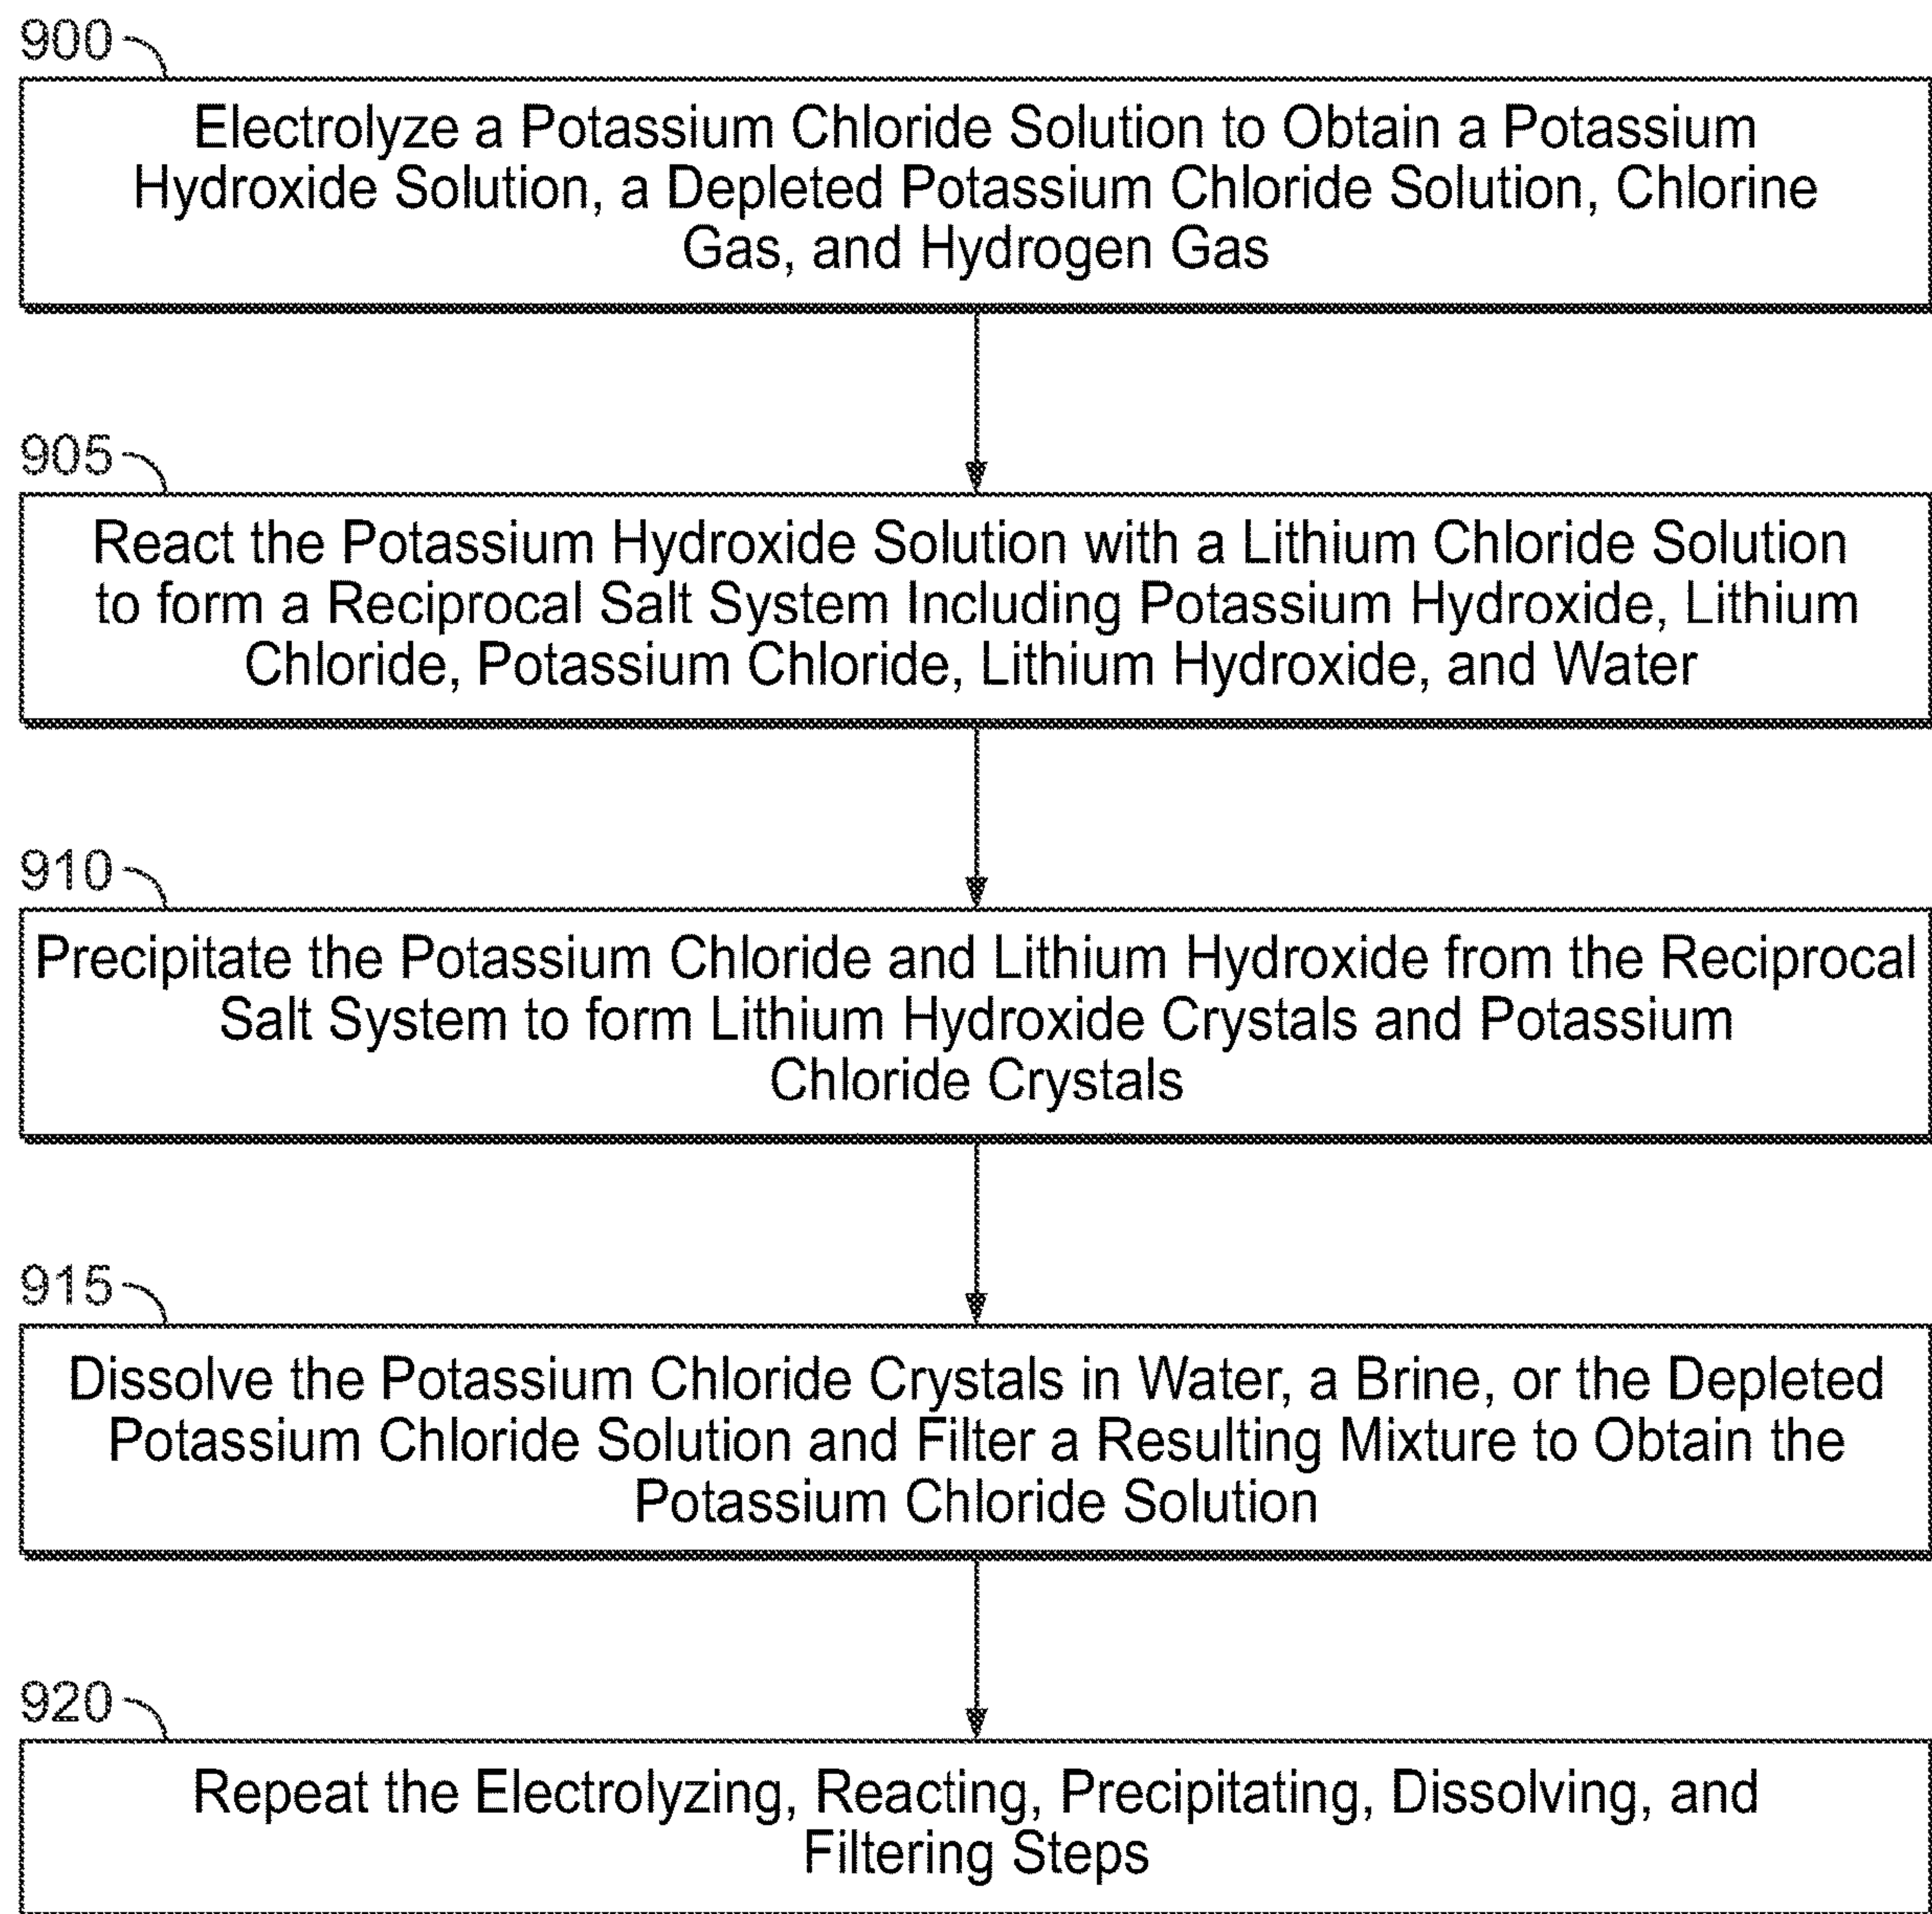 900
Electrolyze a Potassium Chloride Solution to Obtain a Potassium
Hydroxide Solution, a Depleted Potassium Chloride Solution, Chlorine
Gas, and Hydrogen Gas
905
React the Potassium Hydroxide Solution with a Lithium Chloride Solution
to form a Reciprocal Salt System Including Potassium Hydroxide, Lithium
Chloride, Potassium Chloride, Lithium Hydroxide, and Water
910
Precipitate the Potassium Chloride and Lithium Hydroxide from the Reciprocal
Salt System to form Lithium Hydroxide Crystals and Potassium
Chloride Crystals
915
Dissolve the Potassium Chloride Crystals in Water, a Brine, or the Depleted
Potassium Chloride Solution and Filter a Resulting Mixture to Obtain the
Potassium Chloride Solution
920
Repeat the Electrolyzing, Reacting, Precipitating, Dissolving, and
Filtering Steps